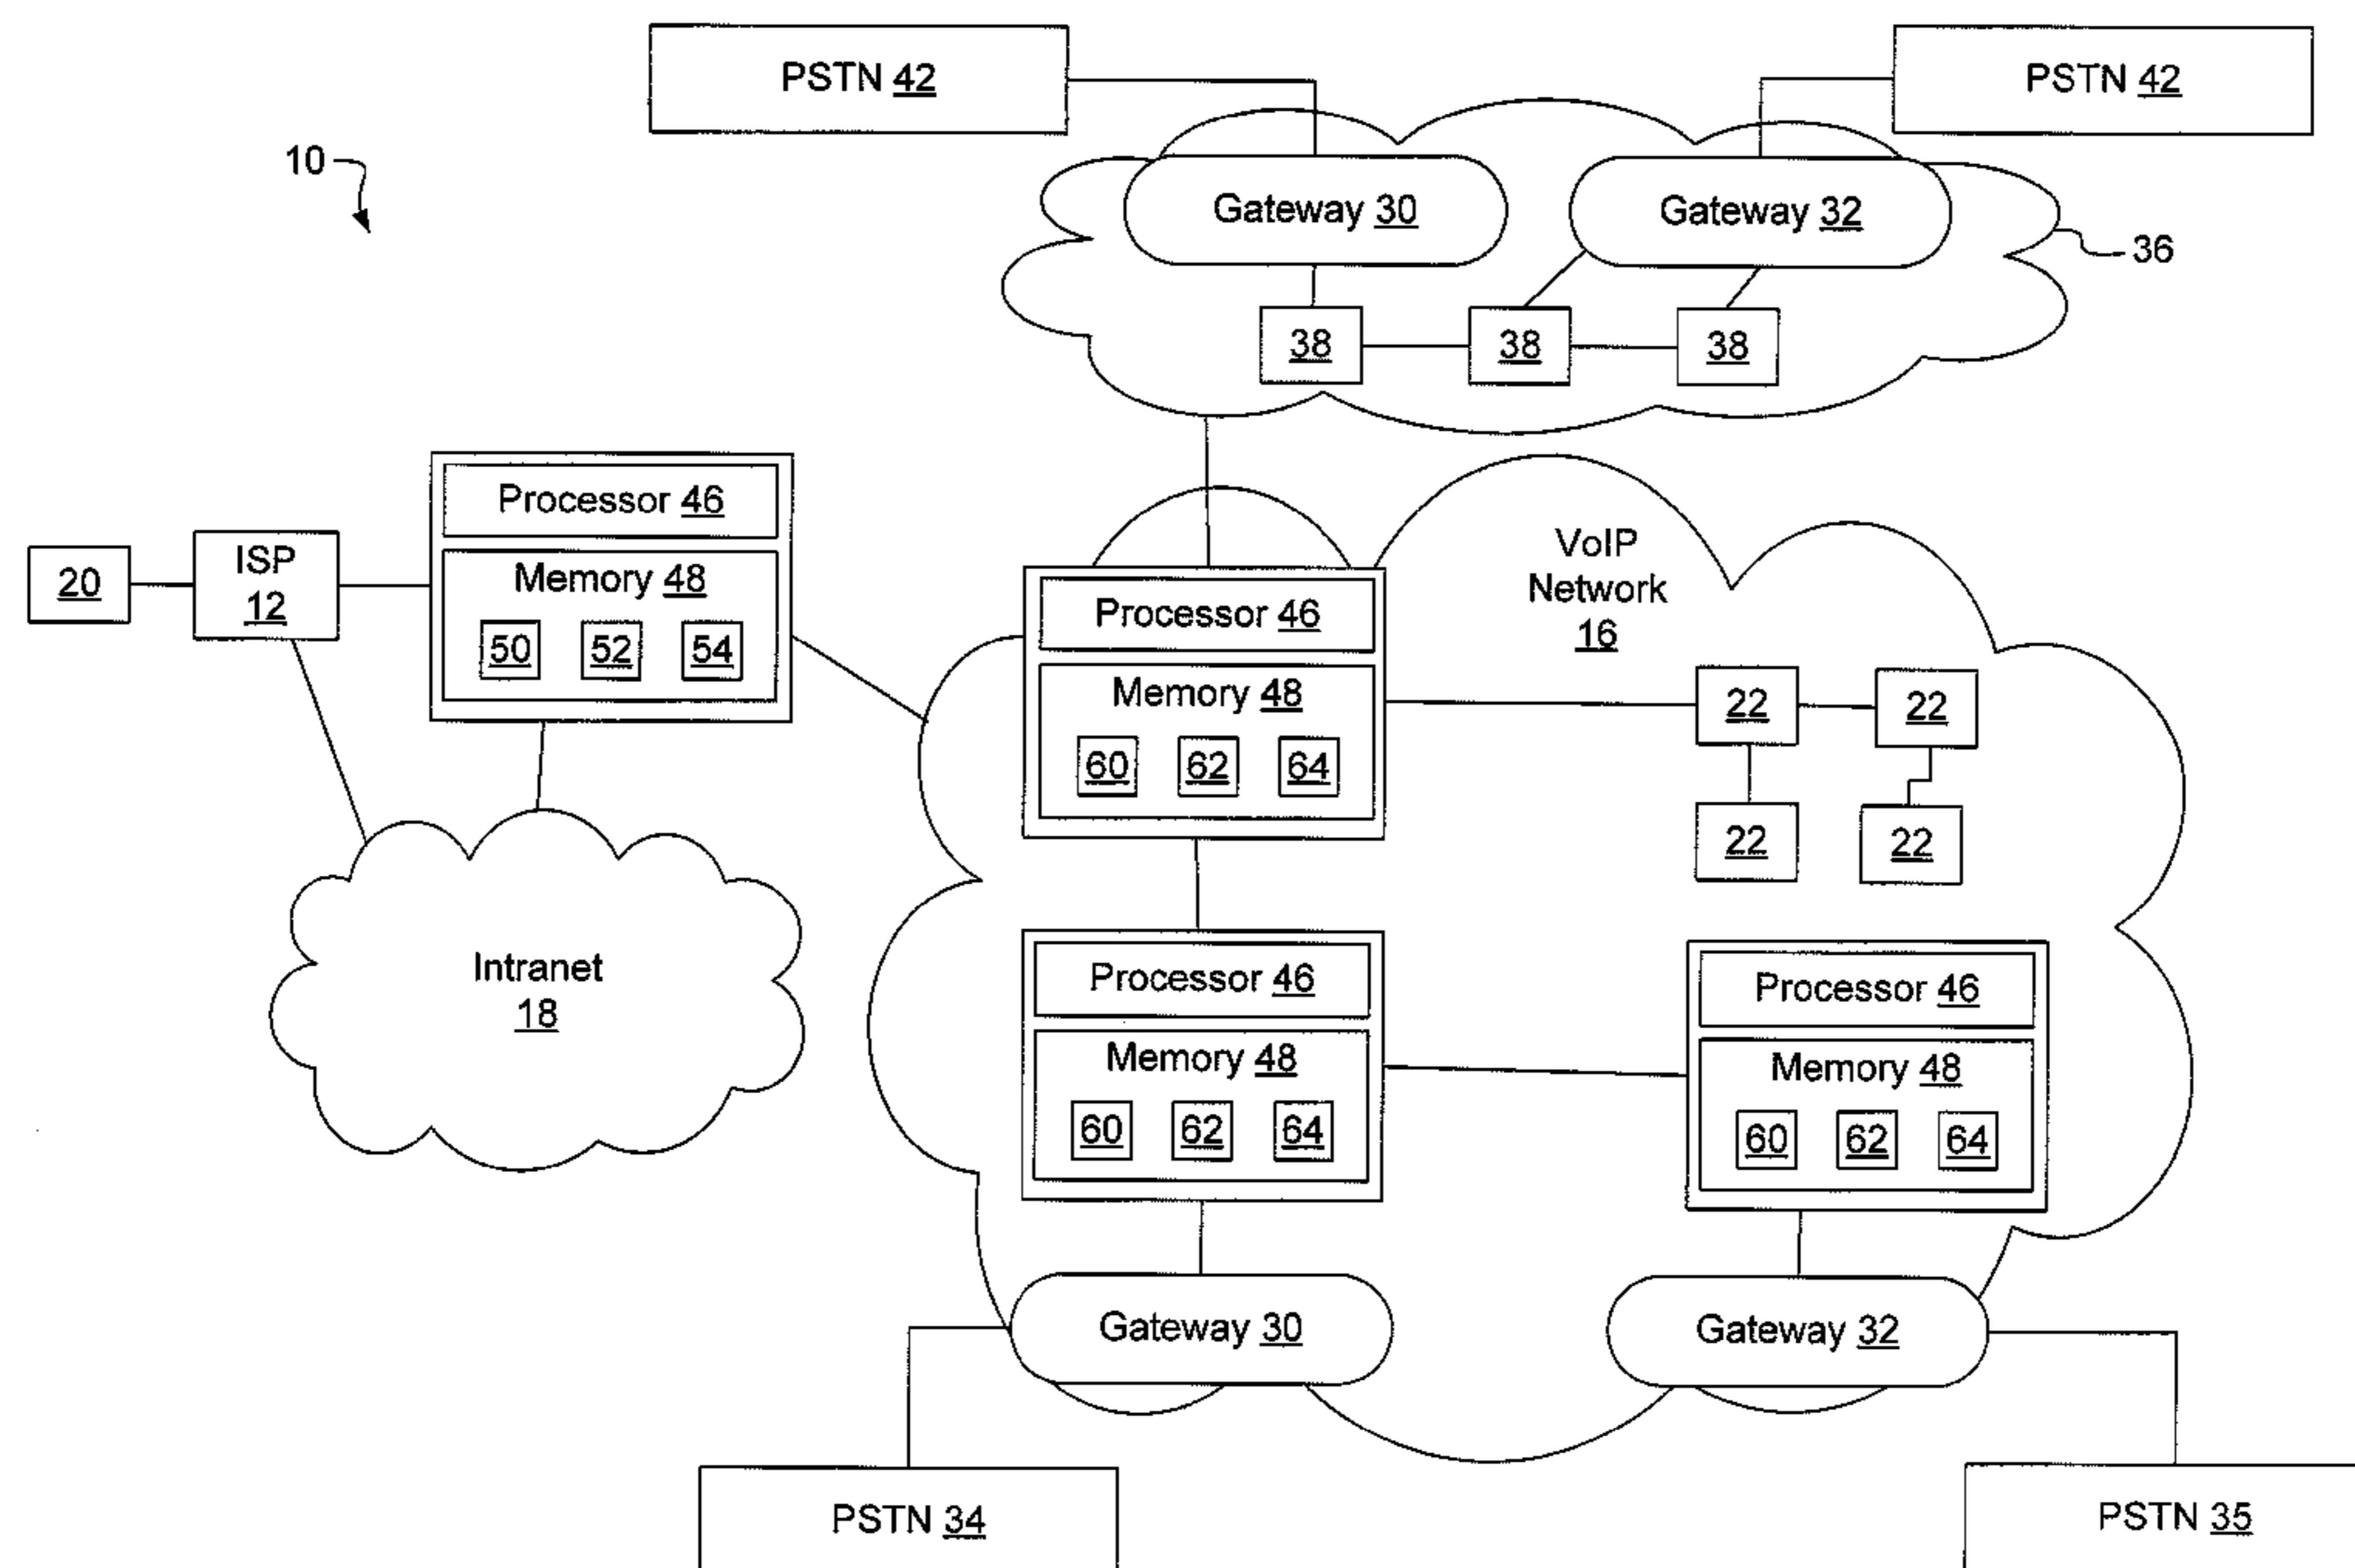 PSTN 42
PSTN 42
10
Gateway 30
Gateway 32
36
38
38
38
Processor 46
Memory 48
50
52
54
20
ISP
12
VoIP
Network
16
Processor 46
Memory 48
60
62
64
22
22
22
22
Intranet
18
Processor 46
Memory 48
60
62
64
Processor 46
Memory 48
60
62
64
Gateway 30
Gateway 32
PSTN 34
PSTN 35